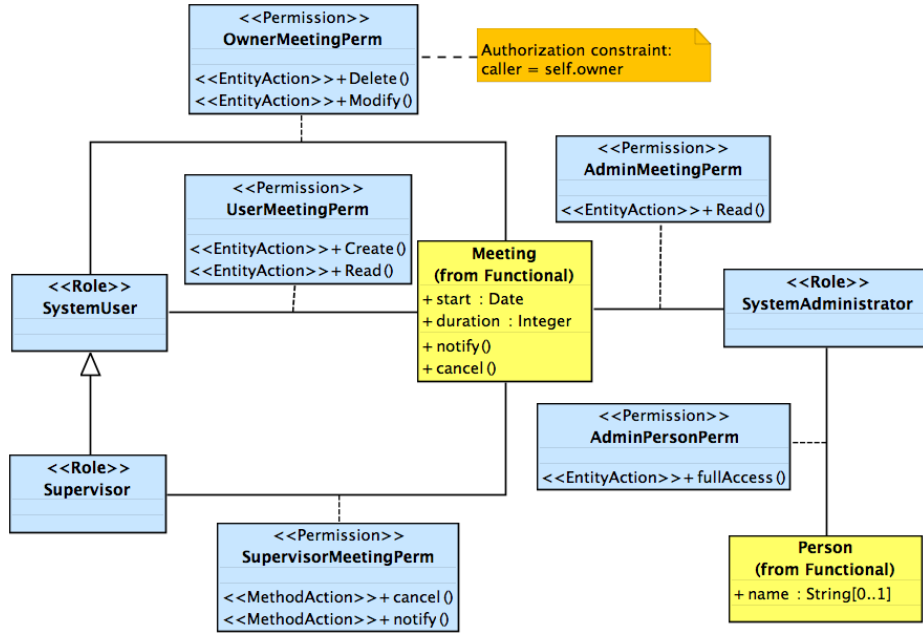 <<Permission>>
OwnerMeetingPerm
<<EntityAction>>+Delete()
<<EntityAction>>+Modify()
Authorization constraint:
caller = self.owner
<<Permission>>
AdminMeetingPerm
<<EntityAction>>+Read()
<<Permission>>
UserMeetingPerm
<<EntityAction>>+Create()
<<EntityAction>>+Read()
Meeting
(from Functional)
+ start : Date
+ duration : Integer
+ notify()
+ cancel()
<<Role>>
SystemUser
<<Role>>
SystemAdministrator
<<Permission>>
AdminPersonPerm
<<EntityAction>>+fullAccess()
<<Role>>
Supervisor
<<Permission>>
SupervisorMeetingPerm
<<MethodAction>>+cancel()
<<MethodAction>>+notify()
Person
(from Functional)
+ name : String[0..1]